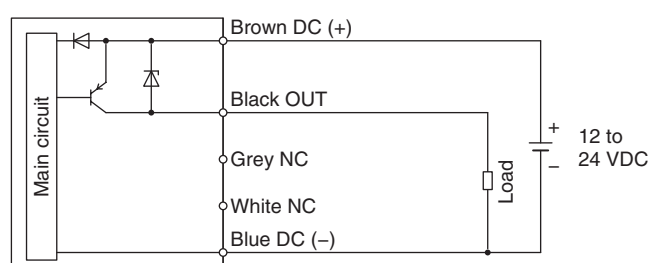 Brown DC (+)
Main circuit
Black OUT
+
12 to
24 VDC
–
Grey NC
Load
White NC
Blue DC (–)